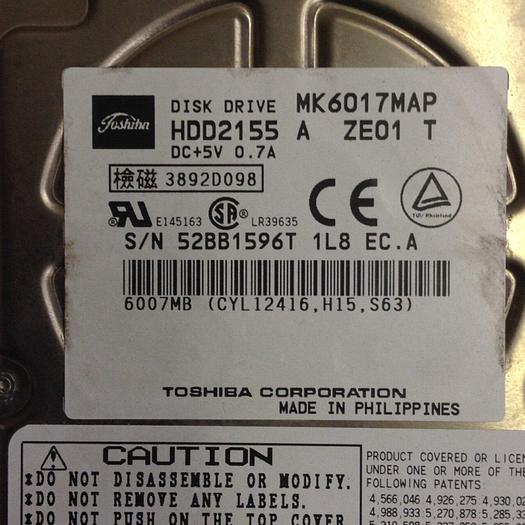 Toshiba
DISK DRIVE MK6017MAP
HDD2155 A ZE01 T
DC+5V 0.7A
檢磁 3892D098
E145163 LR39635
TÜV Rheinland
S/N 52BB1596T 1L8 EC.A
6007MB (CYL12416,H15,S63)
TOSHIBA CORPORATION
MADE IN PHILIPPINES
CAUTION
DO NOT DISASSEMBLE OR MODIFY.
DO NOT REMOVE ANY LABELS.
DO NOT PUSH ON THE TOP COVER
PRODUCT COVERED OR LICEN
UNDER ONE OR MORE OF THE
FOLLOWING PATENTS:
4,566,046 4,926,275 4,930,02
4,988,933 5,270,878 5,285,3